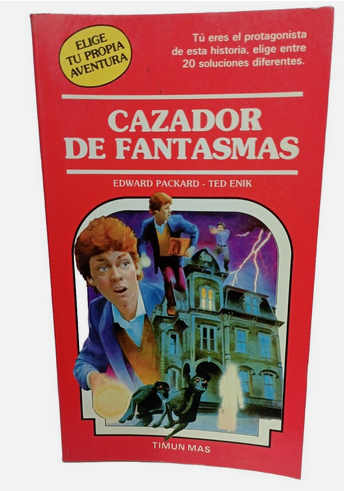 ELIGE
TU PROPIA
AVENTURA
Tú eres el protagonista
de esta historia, elige entre
20 soluciones diferentes.
CAZADOR
DE FANTASMAS
EDWARD PACKARD - TED ENIK
TIMUN MAS